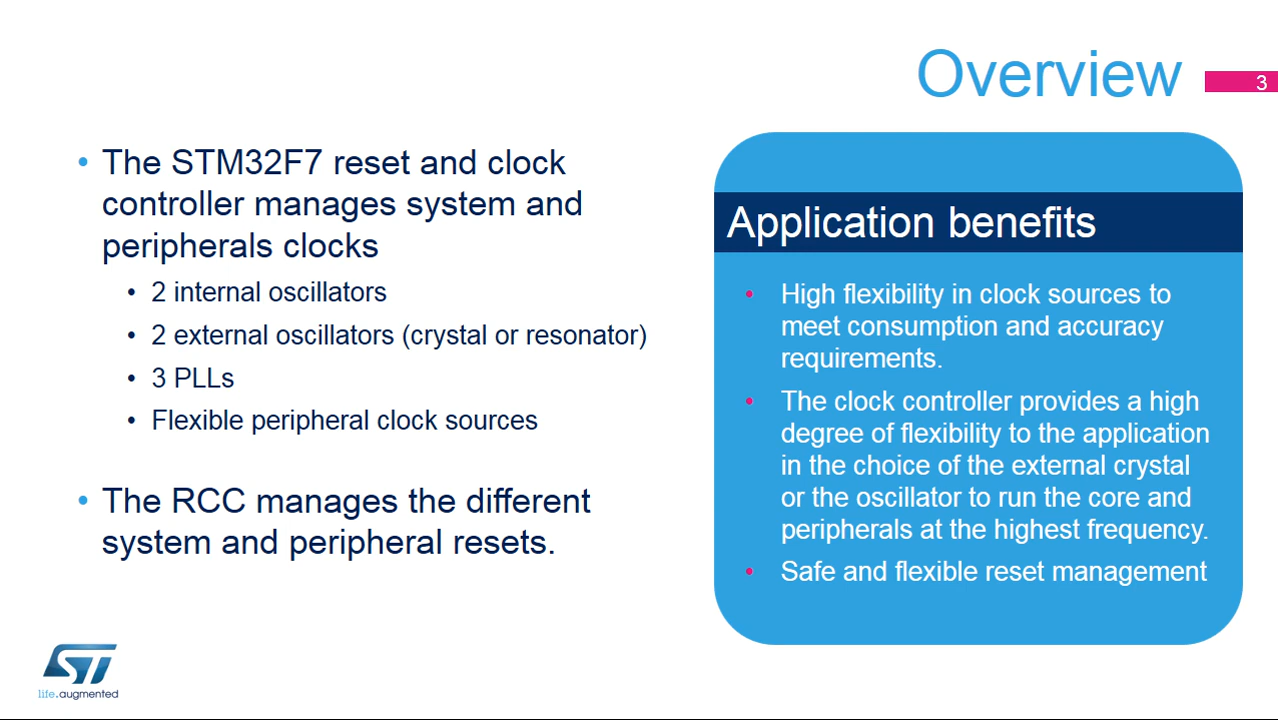 Overview
3
• The STM32F7 reset and clock
controller manages system and
peripherals clocks
• 2 internal oscillators
• 2 external oscillators (crystal or resonator)
• 3 PLLs
• Flexible peripheral clock sources
• The RCC manages the different
system and peripheral resets.
Application benefits
• High flexibility in clock sources to
meet consumption and accuracy
requirements.
• The clock controller provides a high
degree of flexibility to the application
in the choice of the external crystal
or the oscillator to run the core and
peripherals at the highest frequency.
• Safe and flexible reset management
ST
life.augmented